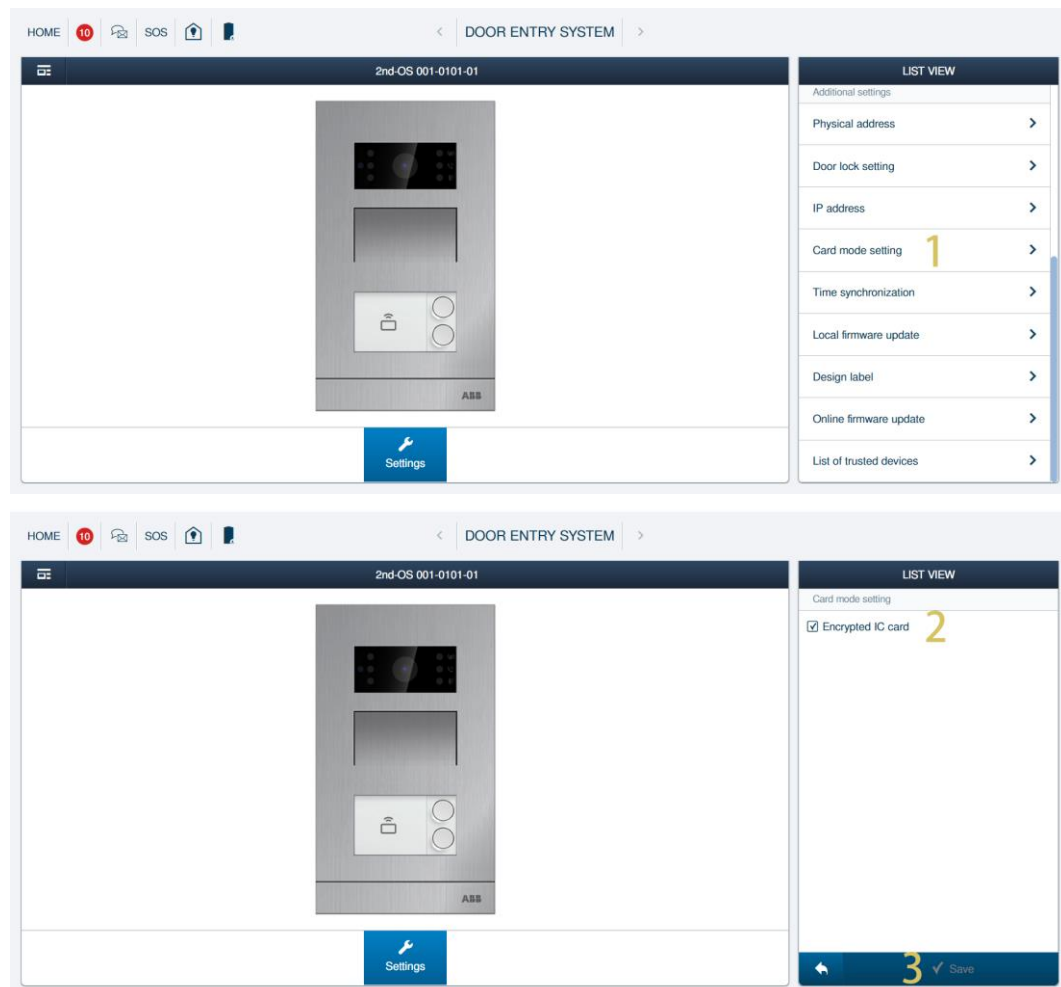 HOME 10 SOS DOOR ENTRY SYSTEM
2nd-OS 001-0101-01
LIST VIEW
Additional settings
Physical address
Door lock setting
IP address
Card mode setting 1
Time synchronization
Local firmware update
Design label
Online firmware update
List of trusted devices
ABB
Settings
HOME 10 SOS DOOR ENTRY SYSTEM
2nd-OS 001-0101-01
LIST VIEW
Card mode setting
Encrypted IC card 2
ABB
Settings
3 Save